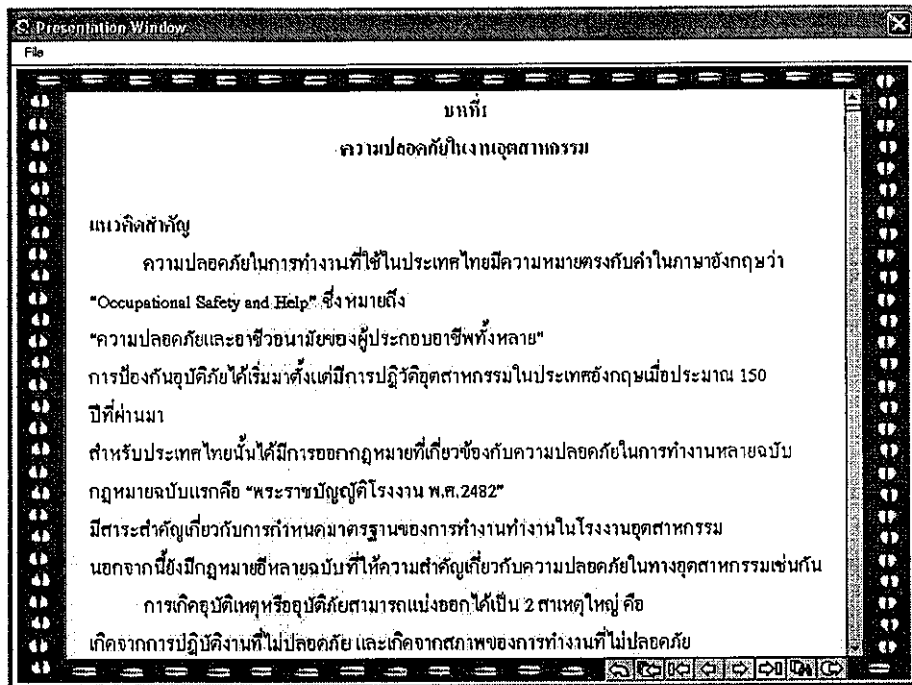 Presentation Window
File
บทที่1
ความปลอดภัยในงานอุตสาหกรรม
แนวคิดสำคัญ
ความปลอดภัยในการทำงานที่ใช้ในประเทศไทยมีความหมายตรงกับคำในภาษาอังกฤษว่า
“Occupational Safety and Help” ซึ่งหมายถึง
“ความปลอดภัยและอาชีวอนามัยของผู้ประกอบอาชีพทั้งหลาย”
การป้องกันอุบัติภัยได้เริ่มมาตั้งแต่มีการปฏิวัติอุตสาหกรรมในประเทศอังกฤษเมื่อประมาณ 150
ปีที่ผ่านมา
สำหรับประเทศไทยนั้นได้มีการออกกฎหมายที่เกี่ยวข้องกับความปลอดภัยในการทำงานหลายฉบับ
กฎหมายฉบับแรกคือ “พระราชบัญญัติโรงงาน พ.ศ.2482”
มีสาระสำคัญเกี่ยวกับการกำหนดมาตรฐานของการทำงานทำงานในโรงงานอุตสาหกรรม
นอกจากนี้ยังมีกฎหมายอีหลายฉบับที่ให้ความสำคัญเกี่ยวกับความปลอดภัยในทางอุตสาหกรรมเช่นกัน
การเกิดอุบัติเหตุหรืออุบัติภัยสามารถแบ่งออกได้เป็น 2 สาเหตุใหญ่ คือ
เกิดจากการปฏิบัติงานที่ไม่ปลอดภัย และเกิดจากสภาพของการทำงานที่ไม่ปลอดภัย